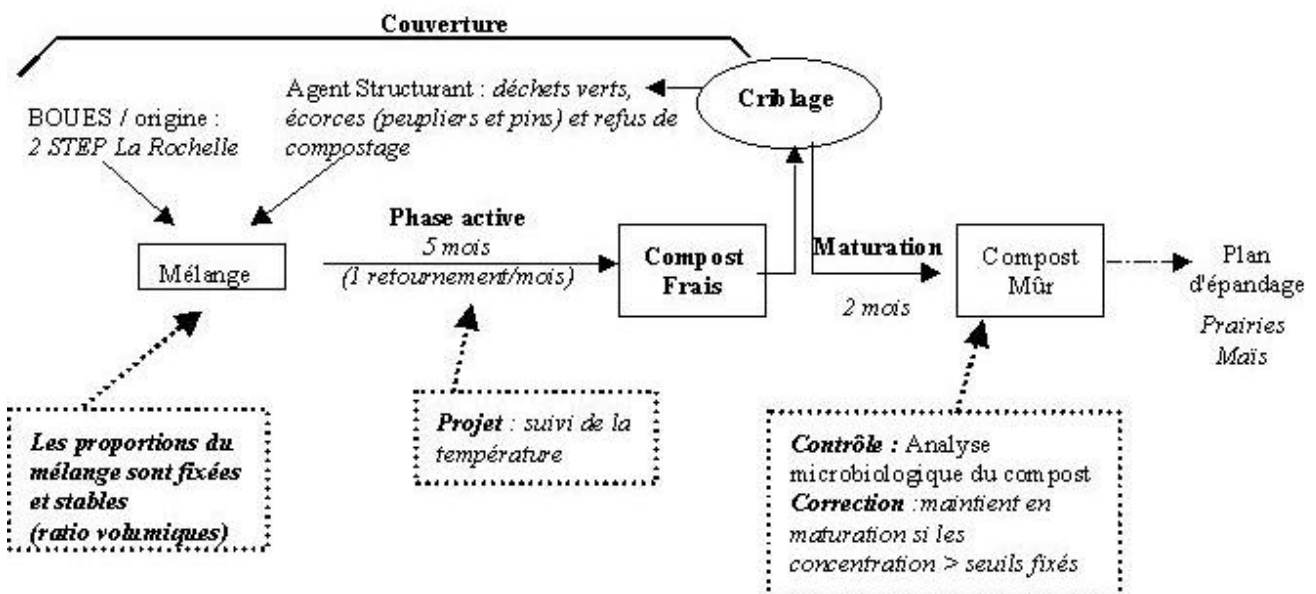 Couverture
Agent Structurant : déchets verts,
écorces (peupliers et pins) et refus de
compostage
Criblage
BOUES / origine :
2 STEP La Rochelle
Mélange
Phase active
5 mois
(1 retournement/mois)
Compost
Frais
Maturation
2 mois
Compost
Mûr
Plan
d'épandage
Prairies
Maïs
Les proportions du
mélange sont fixées
et stables
(ratio volumiques)
Projet : suivi de la
température
Contrôle : Analyse
microbiologique du compost
Correction :maintient en
maturation si les
concentration > seuils fixés